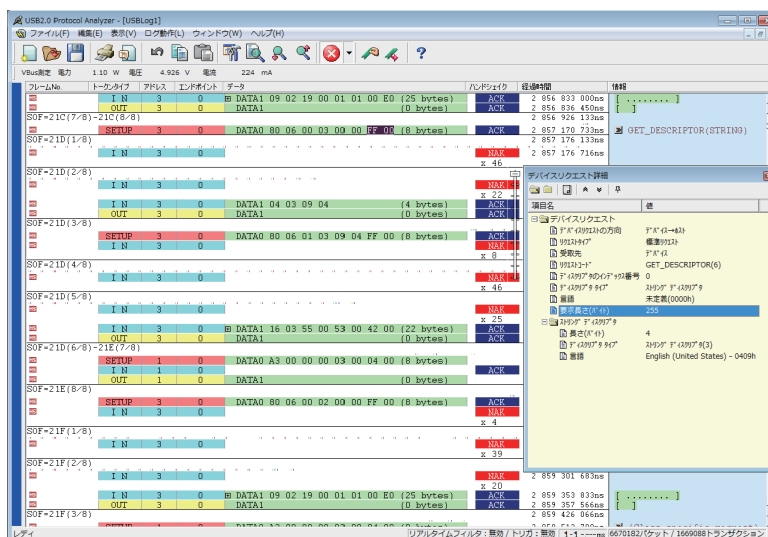 USB2.0 Protocol Analyzer - [USBLog1]
ファイル(F) 編集(E) 表示(V) ログ動作(L) ウィンドウ(W) ヘルプ(H)
VBus測定 電力 1.10 W 電圧 4.926 V 電流 224 mA
フレームNo. トークンタイプ アドレス エンドポイント データ ハンドシェイク 経過時間 情報
I N 3 0 DATA1 09 02 19 00 01 01 00 E0 (25 bytes) ACK 2 856 833 000ns [ ........ ]
OUT 3 0 DATA1 (0 bytes) ACK 2 856 836 450ns [ ]
SOF=21C(7/8)-21C(8/8) 2 856 926 133ns
SETUP 3 0 DATA0 80 06 00 03 00 00 FF 00 (8 bytes) ACK 2 857 170 733ns GET_DESCRIPTOR(STRING)
SOF=21D(1/8) 2 857 176 133ns
I N 3 0 NAK 2 857 176 716ns
x 46
SOF=21D(2/8)
I N 3 0 NAK
x 22
I N 3 0 DATA1 04 03 09 04 (4 bytes) ACK
OUT 3 0 DATA1 (0 bytes) ACK
SOF=21D(3/8)
SETUP 3 0 DATA0 80 06 01 03 09 04 FF 00 (8 bytes) ACK
I N 3 0 NAK
x 8
SOF=21D(4/8)
I N 3 0 NAK
x 46
SOF=21D(5/8)
I N 3 0 NAK
x 25
I N 3 0 DATA1 16 03 55 00 53 00 42 00 (22 bytes) ACK
OUT 3 0 DATA1 (0 bytes) ACK
SOF=21D(6/8)-21E(7/8)
SETUP 1 0 DATA0 A3 00 00 00 03 00 04 00 (8 bytes)
I N 1 0 ACK
OUT 1 0 DATA1 (0 bytes)
SOF=21E(8/8)
SETUP 3 0 DATA0 80 06 00 02 00 00 FF 00 (8 bytes) ACK
I N 3 0 NAK
x 4
SOF=21F(1/8)
I N 3 0 NAK
x 39
SOF=21F(2/8)
I N 3 0 NAK 2 859 301 683ns
x 20
I N 3 0 DATA1 09 02 19 00 01 01 00 E0 (25 bytes) ACK 2 859 353 833ns [ ........ ]
OUT 3 0 DATA1 (0 bytes) ACK 2 859 357 566ns [ ]
SOF=21F(3/8) 2 859 426 066ns
デバイスリクエスト詳細
項目名 値
デバイスリクエスト
デバイスリクエストの方向 デバイス→ホスト
リクエストタイプ 標準リクエスト
受取先 デバイス
リクエストコード GET_DESCRIPTOR(6)
ディスクリプタのインデックス番号 0
ディスクリプタ タイプ ストリング ディスクリプタ
言語 未定義(0000h)
要求長さ(バイト) 255
ストリング ディスクリプタ
長さ(バイト) 4
ディスクリプタ タイプ ストリング ディスクリプタ(3)
言語 English (United States) - 0409h
レディ リアルタイムフィルタ : 無効 / トリガ : 無効 1-1 ----ms 6670182パケット / 1669088トランザクション